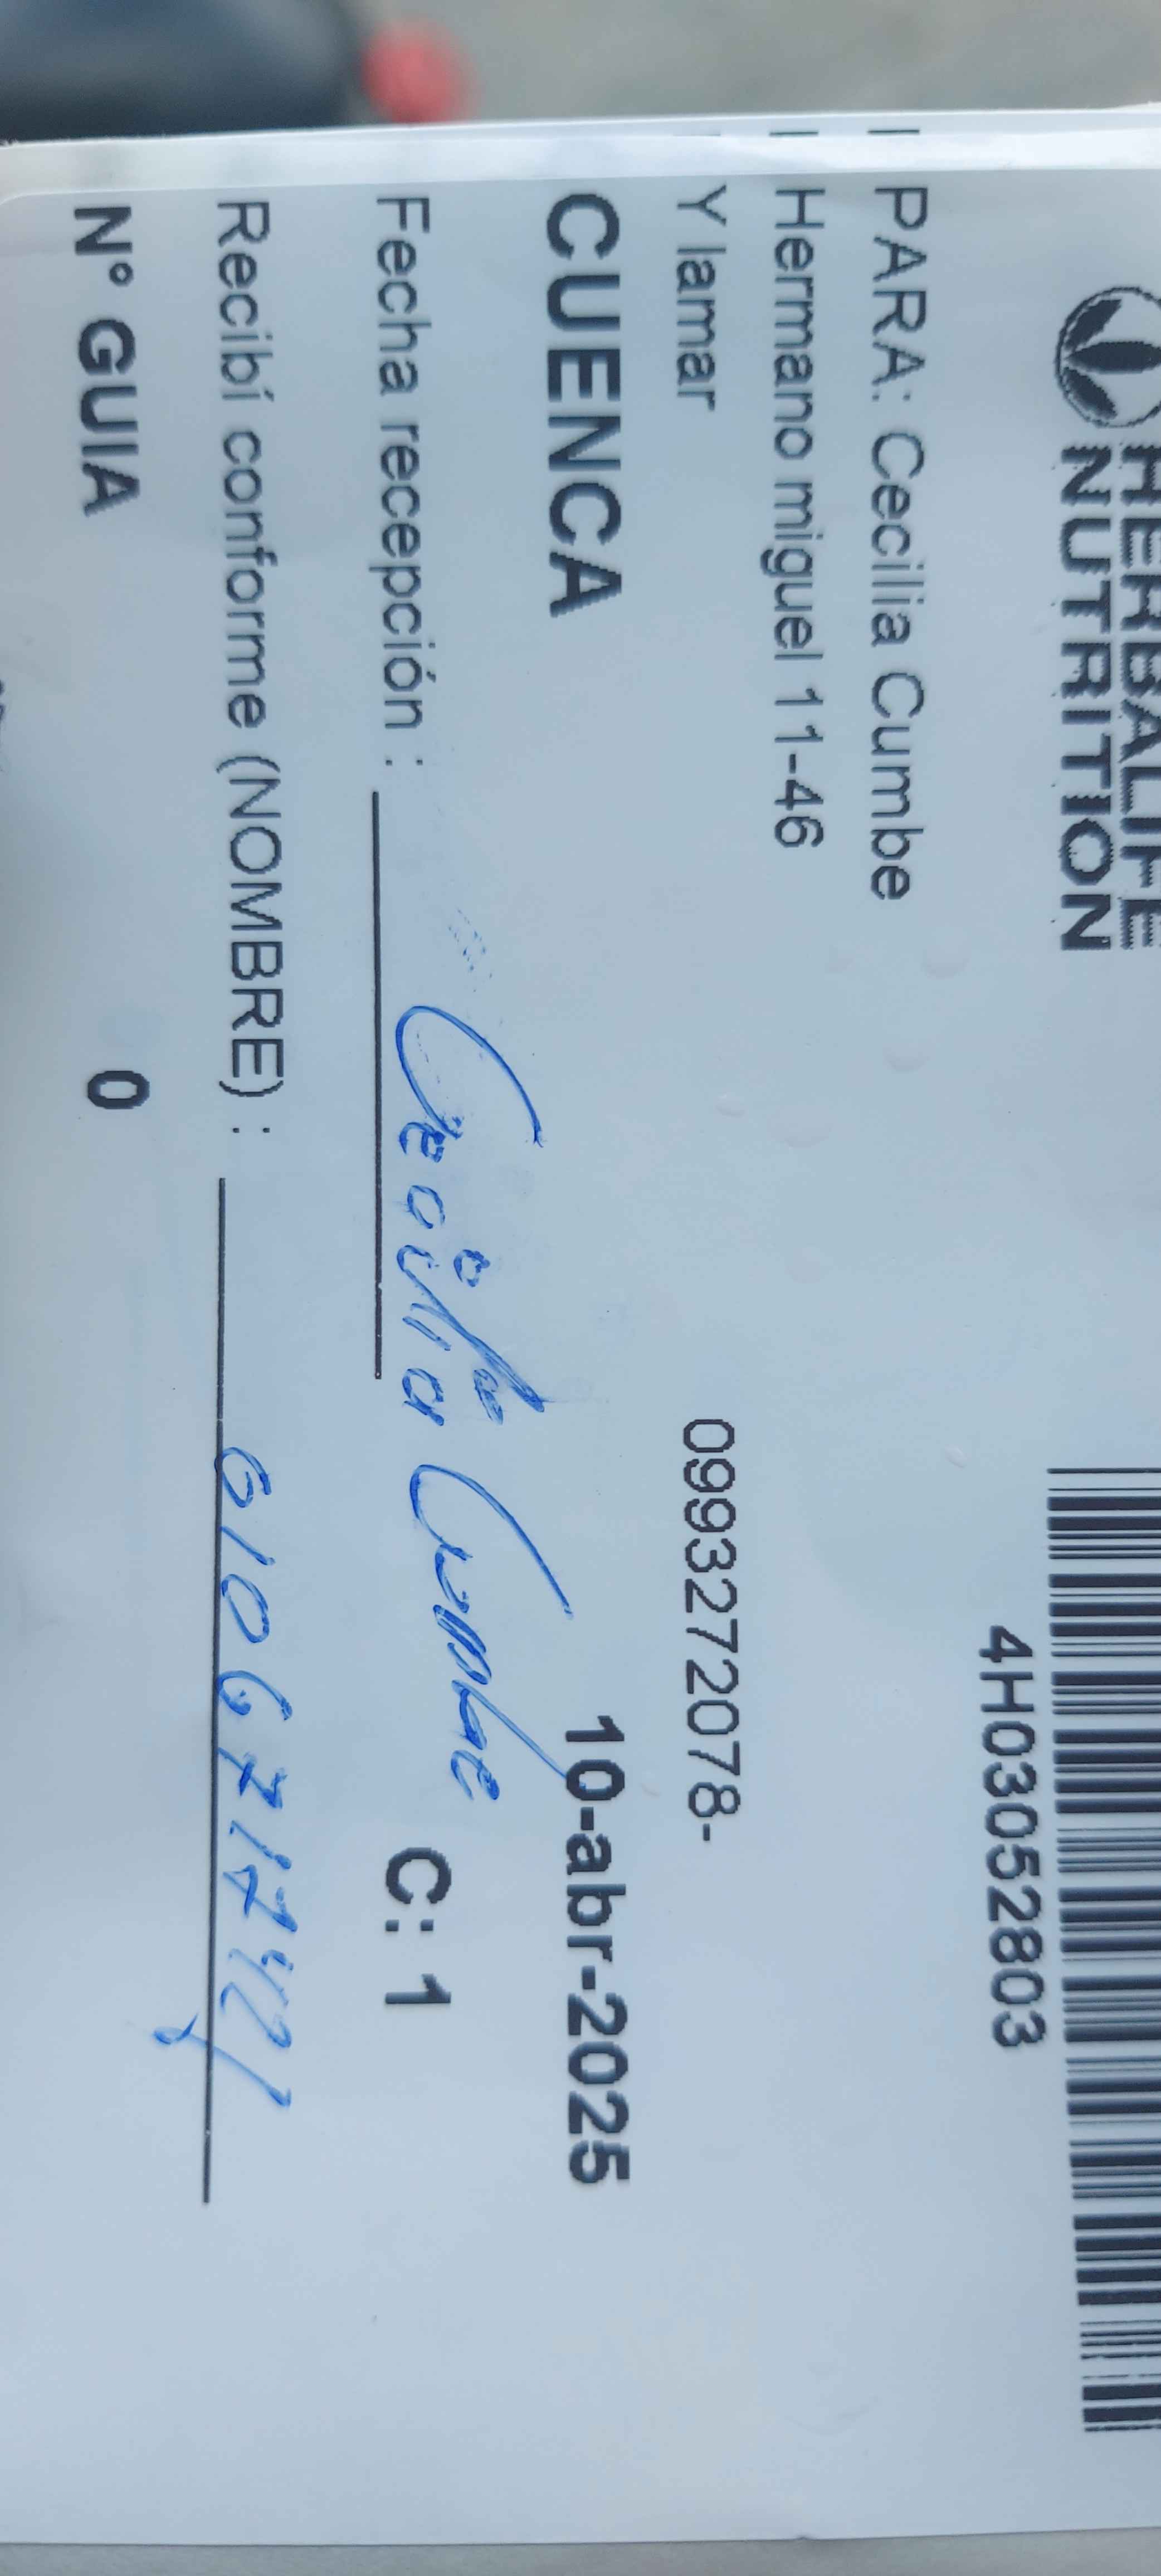 HERBALIFE
NUTRITION
4H03052803
PARA: Cecilia Cumbe
Hermano miguel 11-46
Y lamar
0993272078-
CUENCA
10-abr-2025
Fecha recepción :
Cecilia Cumbe
C: 1
Recibí conforme (NOMBRE) :
N° GUIA
0